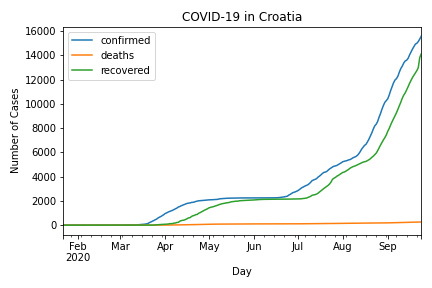 COVID-19 in Croatia
confirmed
deaths
recovered
Number of Cases
16000
14000
12000
10000
8000
6000
4000
2000
0
Feb Mar Apr May Jun Jul Aug Sep
2020
Day